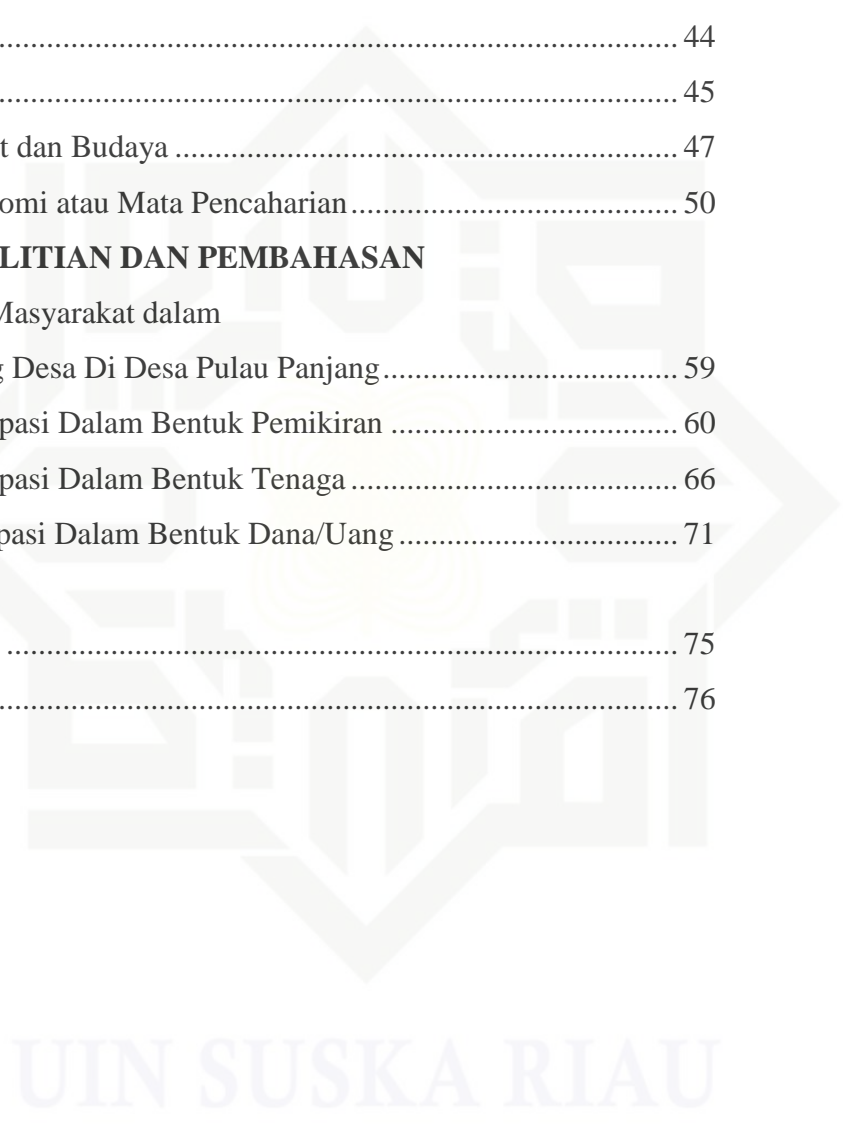 ........ 44
........ 45
t dan Budaya ........ 47
omi atau Mata Pencaharian ........ 50
LITIAN DAN PEMBAHASAN
Masyarakat dalam
g Desa Di Desa Pulau Panjang ........ 59
pasi Dalam Bentuk Pemikiran ........ 60
pasi Dalam Bentuk Tenaga ........ 66
pasi Dalam Bentuk Dana/Uang ........ 71
........ 75
........ 76
UIN SUSKA RIAU